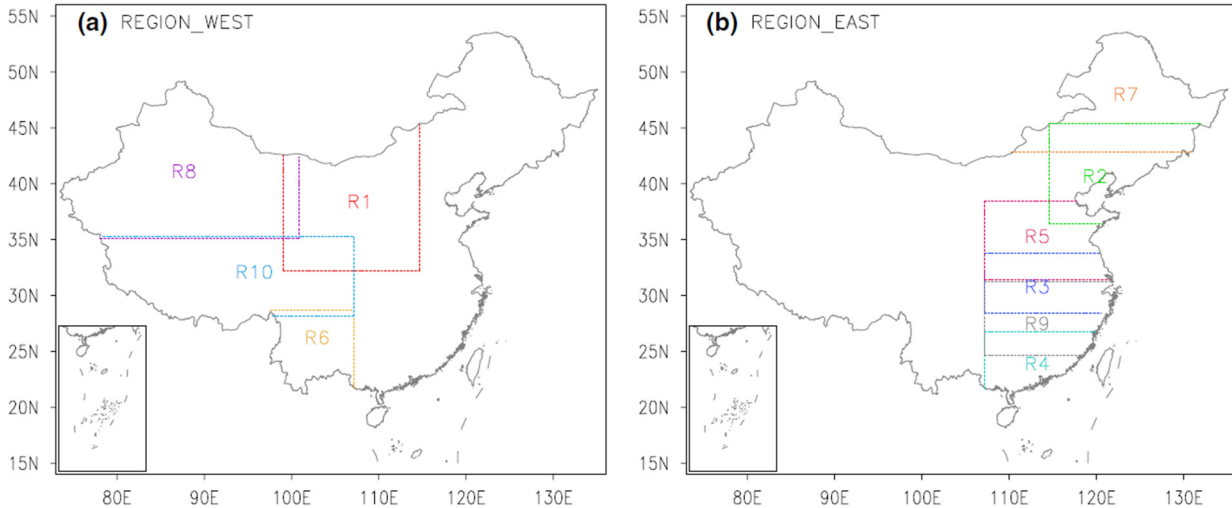 (a) REGION_WEST
55N
50N
45N
40N
35N
30N
25N
20N
15N
R8
R1
R10
R6
80E 90E 100E 110E 120E 130E
(b) REGION_EAST
55N
50N
45N
40N
35N
30N
25N
20N
15N
R7
R2
R5
R3
R9
R4
80E 90E 100E 110E 120E 130E